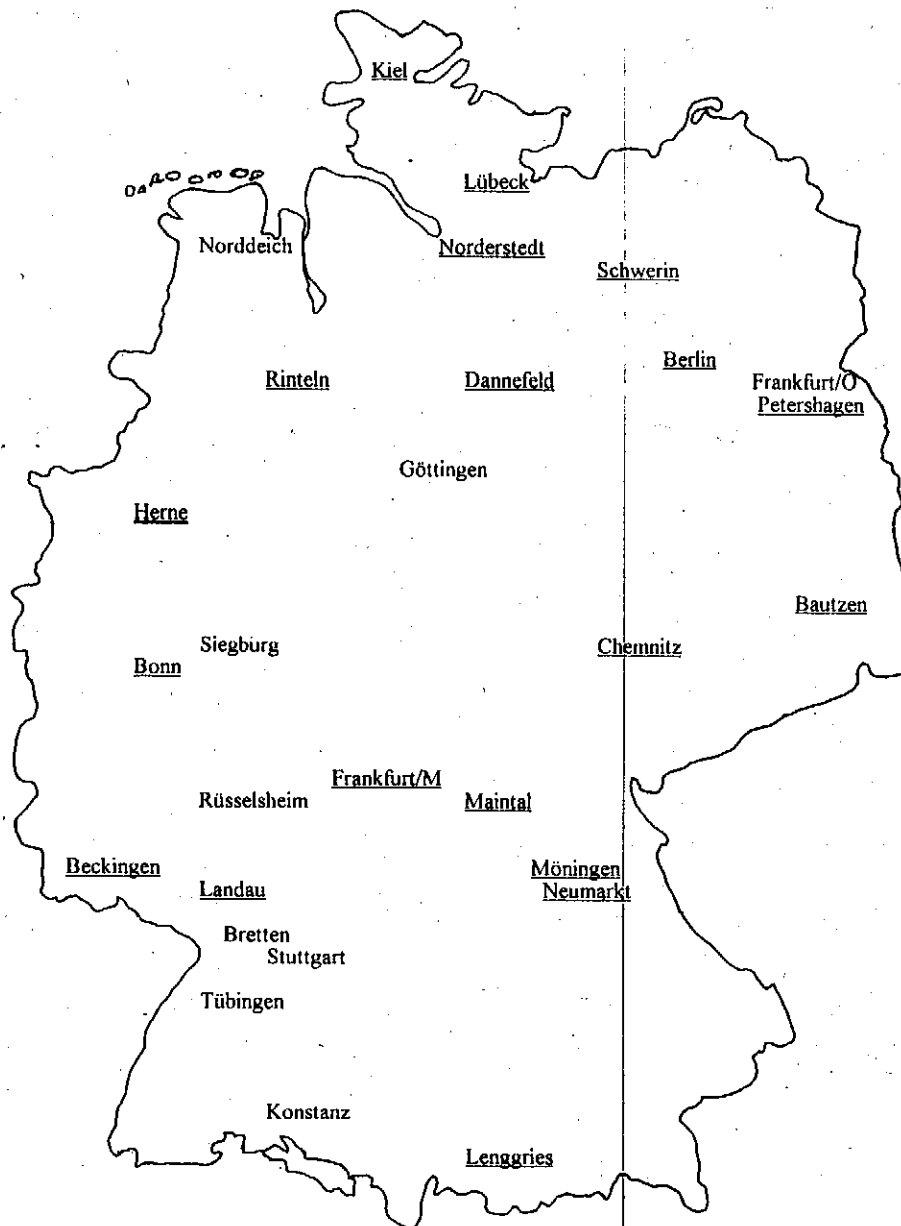 Kiel
Lübeck
Norddeich
Norderstedt
Schwerin
Berlin
Rinteln
Dannefeld
Frankfurt/O
Petershagen
Göttingen
Herne
Bautzen
Siegburg
Chemnitz
Bonn
Frankfurt/M
Rüsselsheim
Maintal
Beckingen
Möningen
Landau
Neumarkt
Bretten
Stuttgart
Tübingen
Konstanz
Lenggries